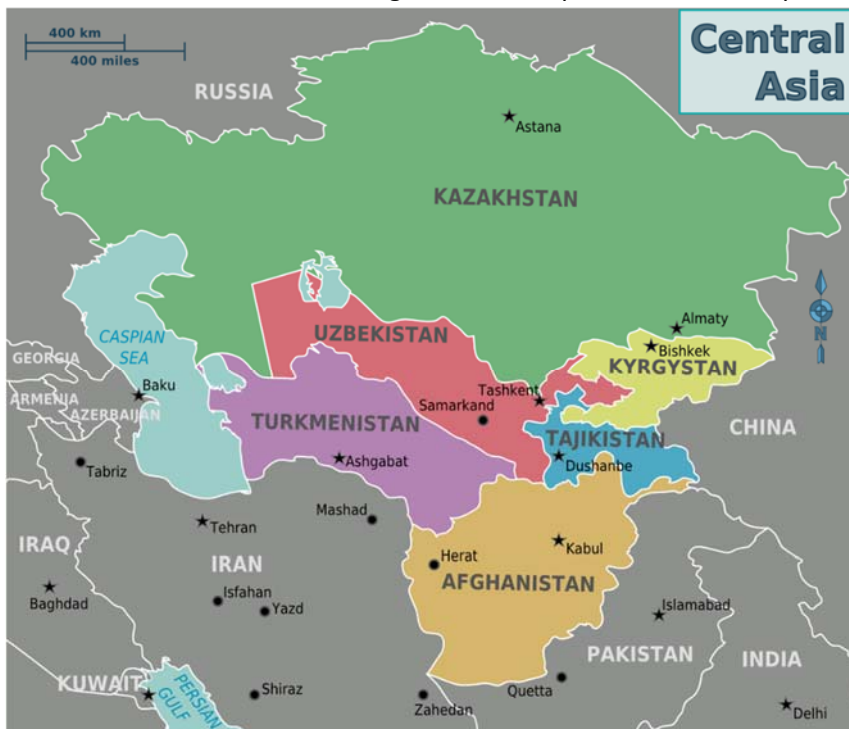 400 km
400 miles
Central
Asia
RUSSIA
Astana
KAZAKHSTAN
Almaty
UZBEKISTAN
CASPIAN
SEA
Bishkek
N
GEORGIA
KYRGYSTAN
Baku
Tashkent
ARMENIA
AZERBAIJAN
Samarkand
TURKMENISTAN
TAJIKISTAN
CHINA
Ashgabat
Dushanbe
Tabriz
Mashad
Tehran
IRAQ
IRAN
Herat
Kabul
AFGHANISTAN
Baghdad
Isfahan
Yazd
Islamabad
PAKISTAN
INDIA
KUWAIT
PERSIAN
GULF
Shiraz
Zahedan
Quetta
Delhi